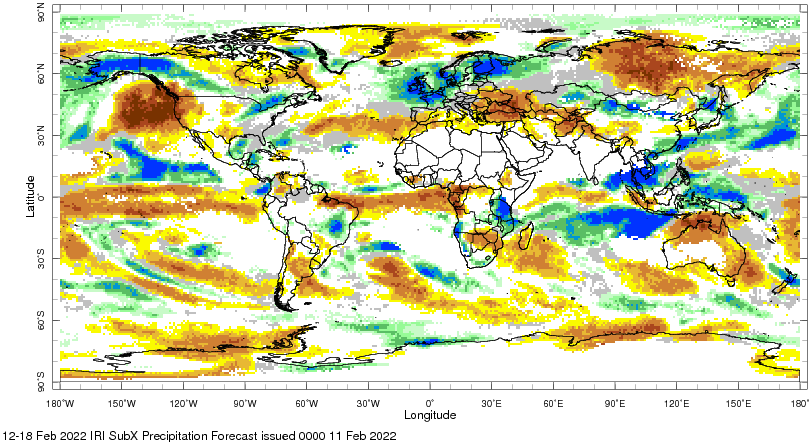 90°N
60°N
30°N
0°
30°S
60°S
90°S
Latitude
180°W 150°W 120°W 90°W 60°W 30°W 0° 30°E 60°E 90°E 120°E 150°E 180°
Longitude
12-18 Feb 2022 IRI SubX Precipitation Forecast issued 0000 11 Feb 2022